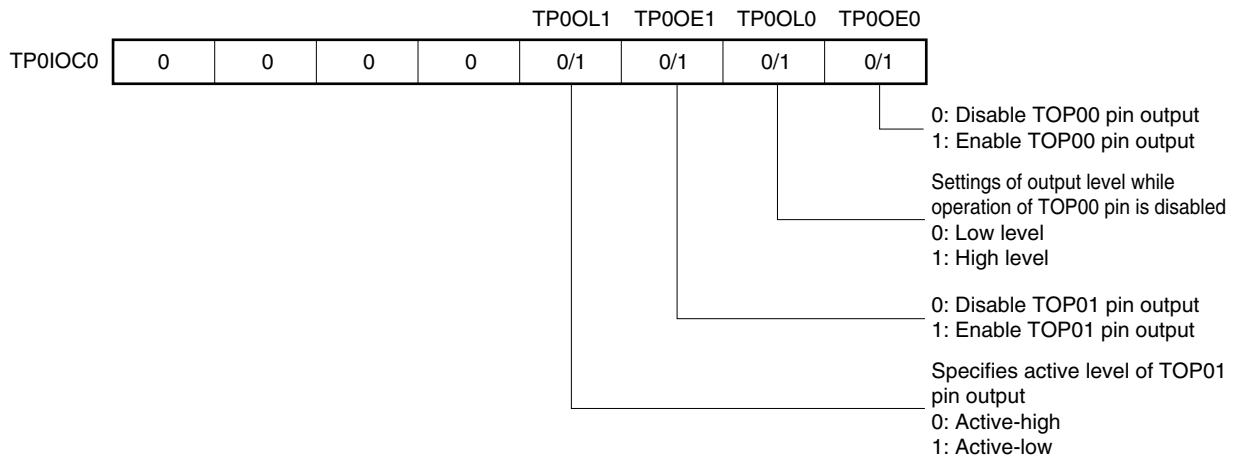 TP0OL1 TP0OE1 TP0OL0 TP0OE0
TP0IOC0 0 0 0 0 0/1 0/1 0/1 0/1
0: Disable TOP00 pin output
1: Enable TOP00 pin output
Settings of output level while
operation of TOP00 pin is disabled
0: Low level
1: High level
0: Disable TOP01 pin output
1: Enable TOP01 pin output
Specifies active level of TOP01
pin output
0: Active-high
1: Active-low